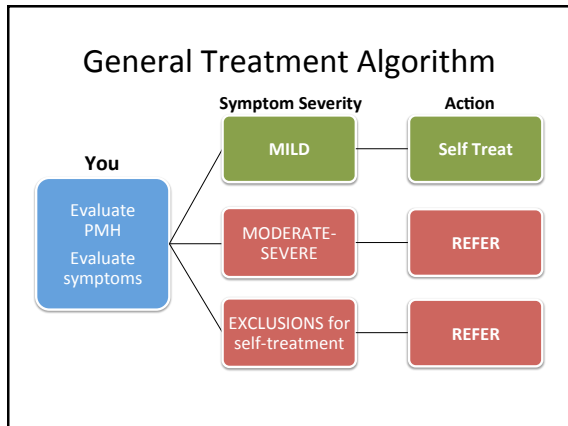 General Treatment Algorithm
Symptom Severity
Action
You
Evaluate
PMH
Evaluate
symptoms
MILD
Self Treat
MODERATE-
SEVERE
REFER
EXCLUSIONS for
self-treatment
REFER